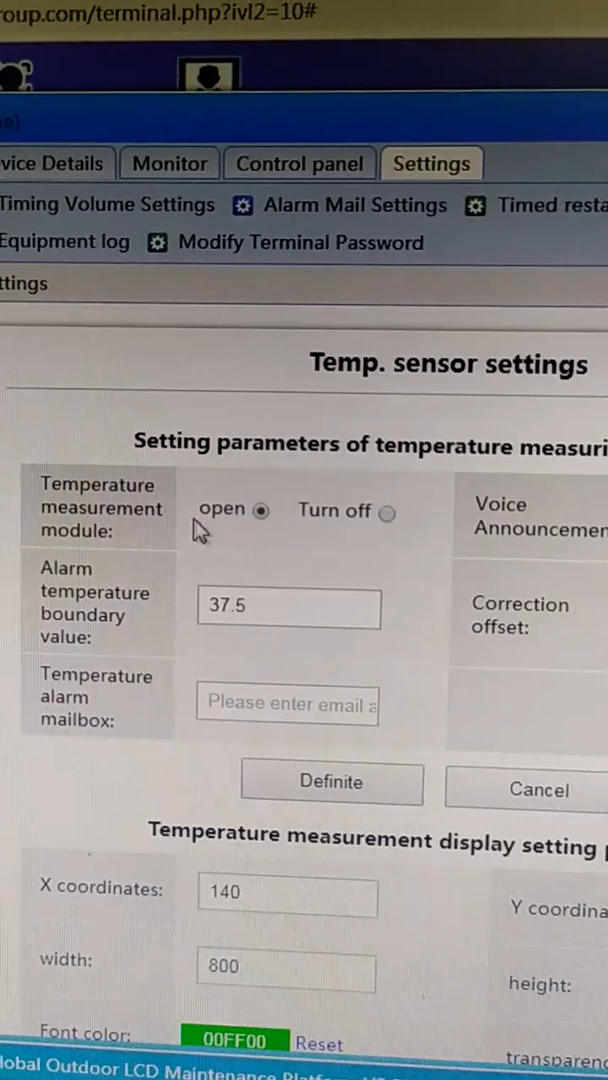 roup.com/terminal.php?ivl2=10#
vice Details Monitor Control panel Settings
Timing Volume Settings Alarm Mail Settings Timed resta
Equipment log Modify Terminal Password
ttings
Temp. sensor settings
Setting parameters of temperature measuri
Temperature measurement module:
open Turn off
Voice Announcemen
Alarm temperature boundary value:
37.5
Correction offset:
Temperature alarm mailbox:
Please enter email a
Definite Cancel
Temperature measurement display setting p
X coordinates: 140 Y coordina
width: 800 height:
Font color: 00FF00 Reset transparenc
lobal Outdoor LCD Maintenance